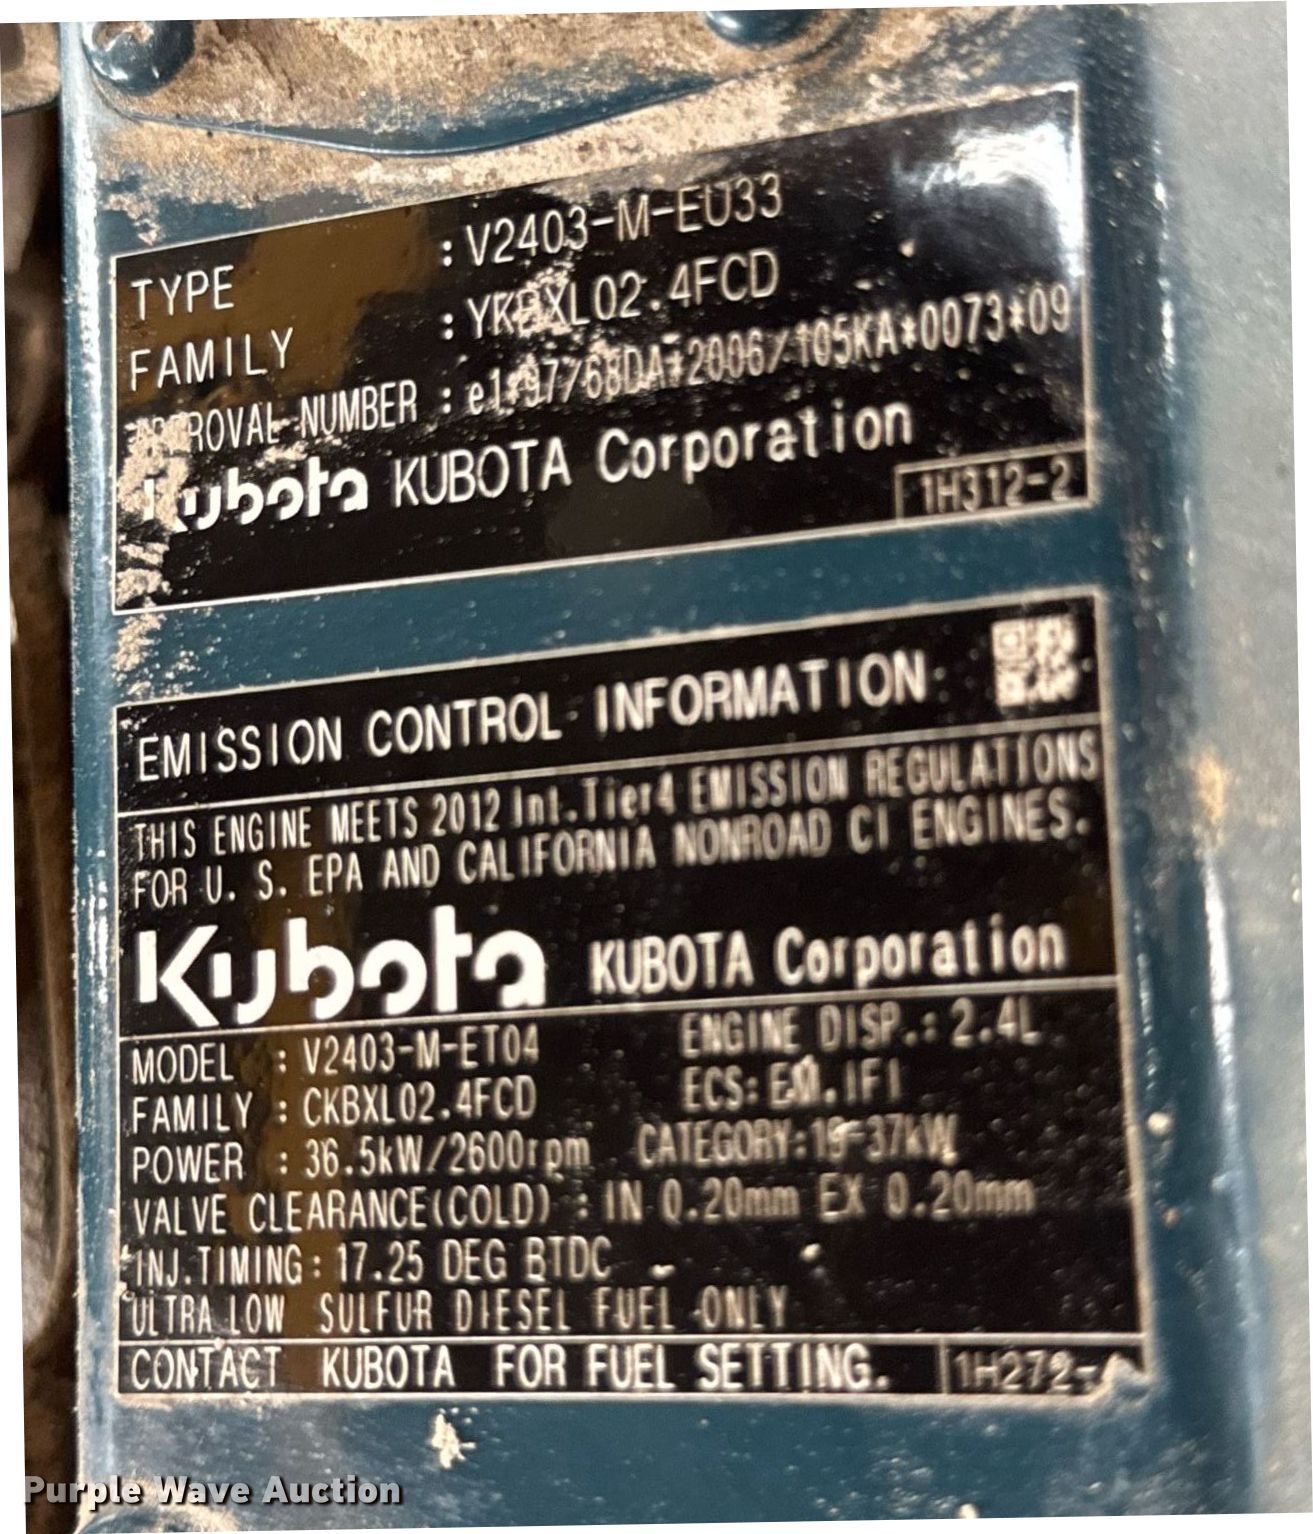 TYPE : V2403-M-EU33
FAMILY : YKBXL02.4FCD
APPROVAL NUMBER : e1*97/68DA*2006/105KA*0073*09
Kubota KUBOTA Corporation
1H312-2
EMISSION CONTROL INFORMATION
THIS ENGINE MEETS 2012 Int.Tier4 EMISSION REGULATIONS
FOR U. S. EPA AND CALIFORNIA NONROAD CI ENGINES.
Kubota KUBOTA Corporation
MODEL : V2403-M-ET04 ENGINE DISP.: 2.4L
FAMILY : CKBXL02.4FCD ECS: EM.IFI
POWER : 36.5kW/2600rpm CATEGORY:19-37kW
VALVE CLEARANCE(COLD) : IN 0.20mm EX 0.20mm
INJ.TIMING: 17.25 DEG BTDC
ULTRA LOW SULFUR DIESEL FUEL ONLY
CONTACT KUBOTA FOR FUEL SETTING.
Purple Wave Auction